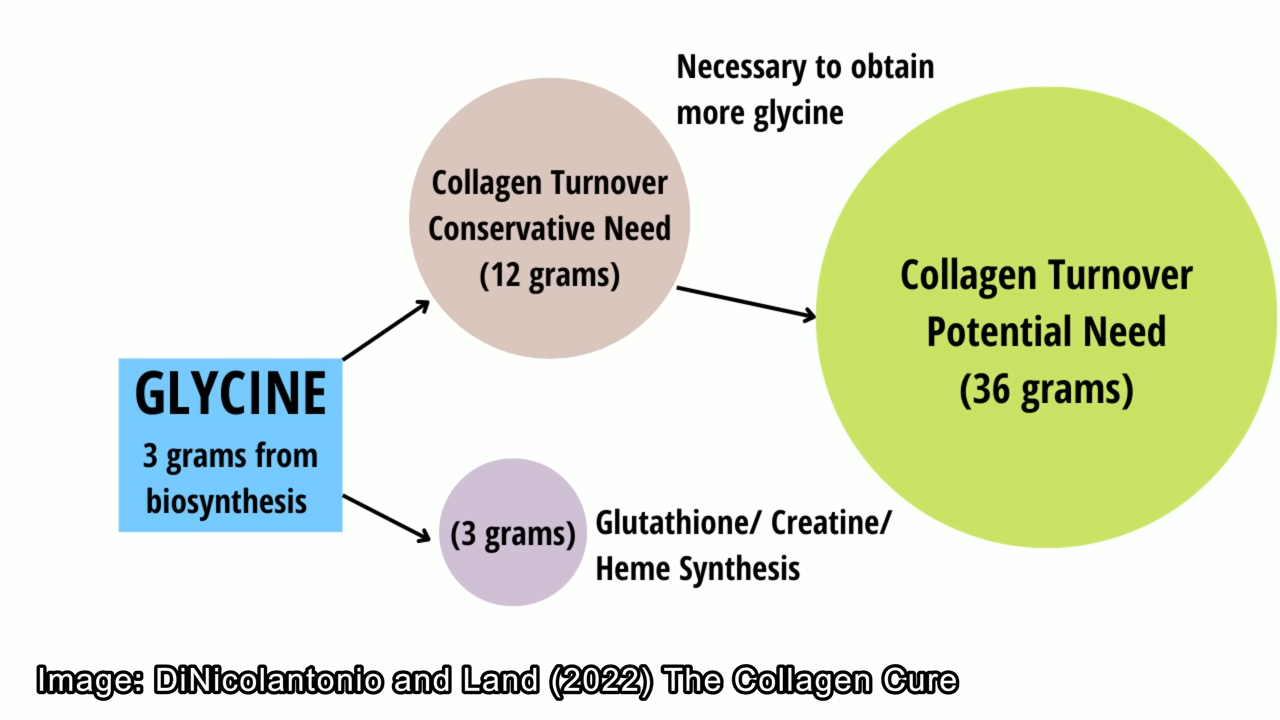 Necessary to obtain
more glycine
Collagen Turnover
Conservative Need
(12 grams)
Collagen Turnover
Potential Need
(36 grams)
GLYCINE
3 grams from
biosynthesis
(3 grams)
Glutathione/ Creatine/
Heme Synthesis
Image: DiNicolantonio and Land (2022) The Collagen Cure